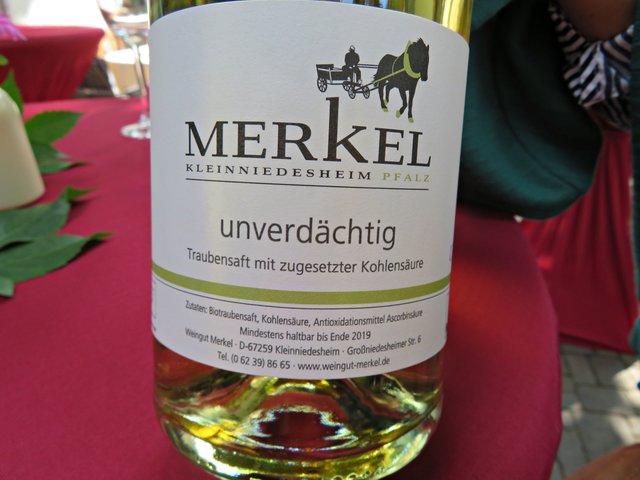 MERKEL
KLEINNIEDESHEIM PFALZ
unverdächtig
Traubensaft mit zugesetzter Kohlensäure
Zutaten: Biotraubensaft, Kohlensäure, Antioxidationsmittel Ascorbinsäure
Mindestens haltbar bis Ende 2019
Weingut Merkel · D-67259 Kleinniedesheim · Großniedesheimer Str. 6
Tel. (0 62 39) 86 65 · www.weingut-merkel.de